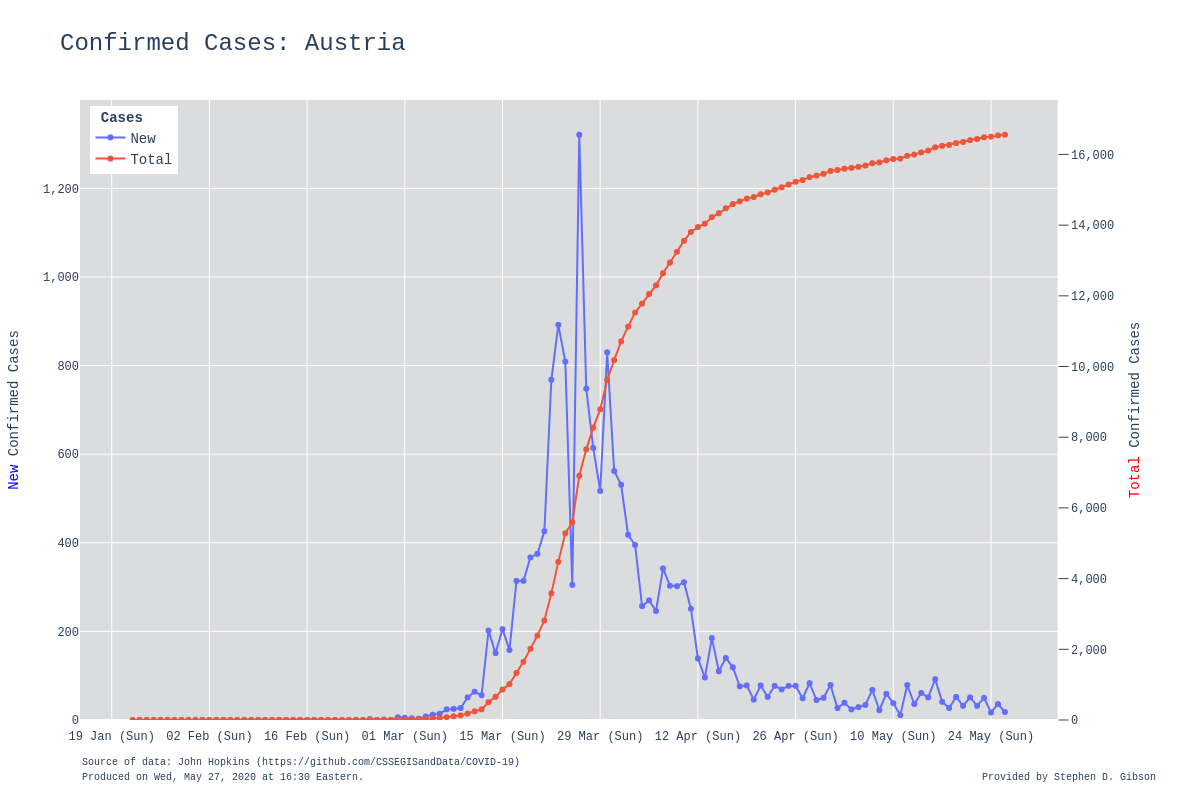 Confirmed Cases: Austria
Cases
New
Total
1,200
1,000
800
600
400
200
0
New Confirmed Cases
16,000
14,000
12,000
10,000
8,000
6,000
4,000
2,000
0
Total Confirmed Cases
19 Jan (Sun) 02 Feb (Sun) 16 Feb (Sun) 01 Mar (Sun) 15 Mar (Sun) 29 Mar (Sun) 12 Apr (Sun) 26 Apr (Sun) 10 May (Sun) 24 May (Sun)
Source of data: John Hopkins (https://github.com/CSSEGISandData/COVID-19)
Produced on Wed, May 27, 2020 at 16:30 Eastern.
Provided by Stephen D. Gibson